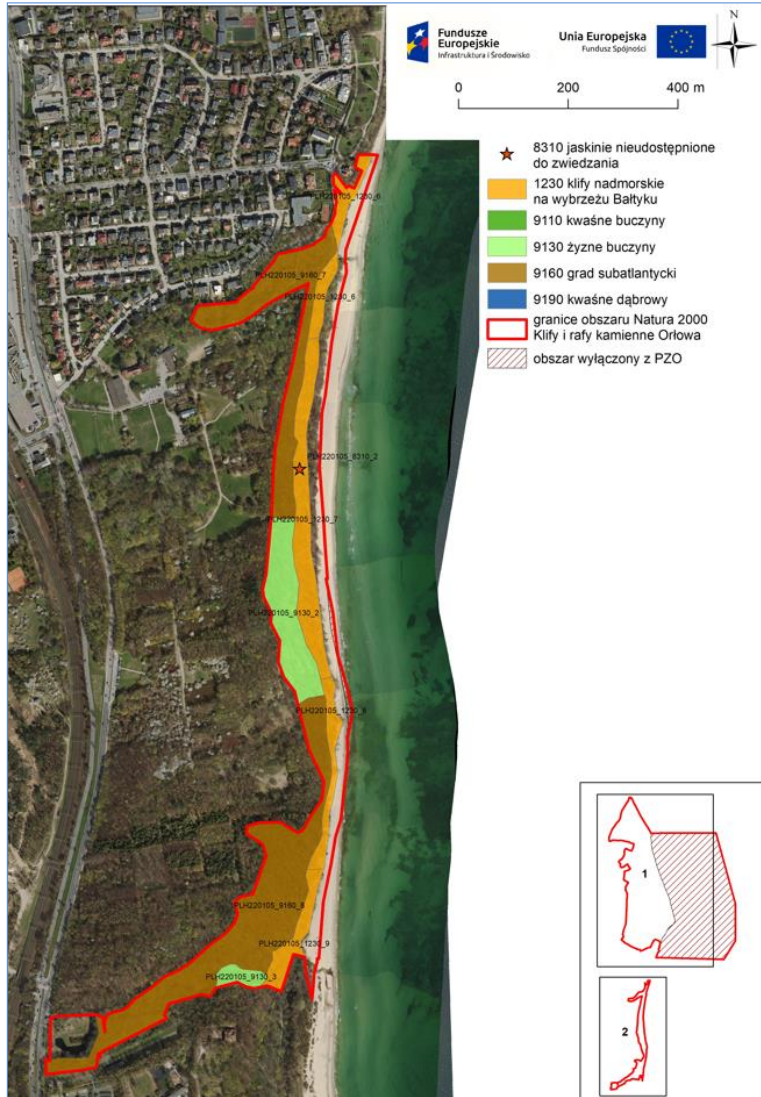 Fundusze
Europejskie
Infrastruktura i Środowisko
Unia Europejska
Fundusz Spójności
N
0 200 400 m
8310 jaskinie nieudostępnione
do zwiedzania
1230 klify nadmorskie
na wybrzeżu Bałtyku
9110 kwaśne buczyny
9130 żyzne buczyny
9160 grad subatlantycki
9190 kwaśne dąbrowy
granice obszaru Natura 2000
Klify i rafy kamienne Orłowa
obszar wyłączony z PZO
PLH220105_1230_6
PLH220105_9160_7
PLH220105_1230_6
PLH220105_8310_2
PLH220105_1230_7
PLH220105_9130_2
PLH220105_1230_8
PLH220105_9160_8
PLH220105_1230_9
PLH220105_9130_3
1
2